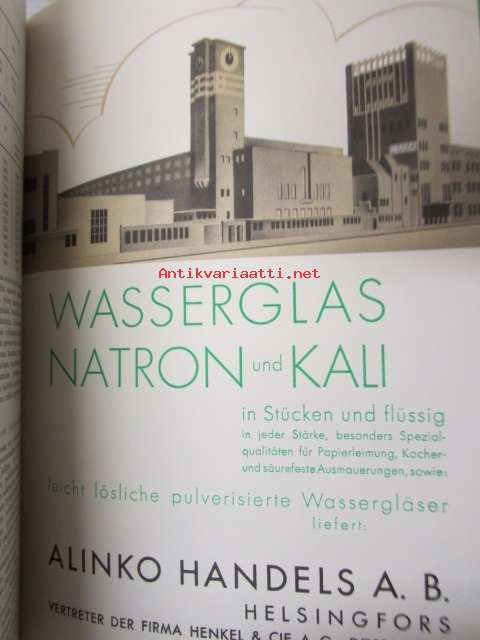 Antikvariaatti.net
WASSERGLAS
NATRON und KALI
in Stücken und flüssig
in jeder Stärke, besonders Spezial-
qualitäten für Papierleimung, Kocher-
und säurefeste Ausmauerungen, sowie:
leicht lösliche pulverisierte Wassergläser
liefert:
ALINKO HANDELS A. B.
HELSINGFORS
VERTRETER DER FIRMA HENKEL & CIE A.G.